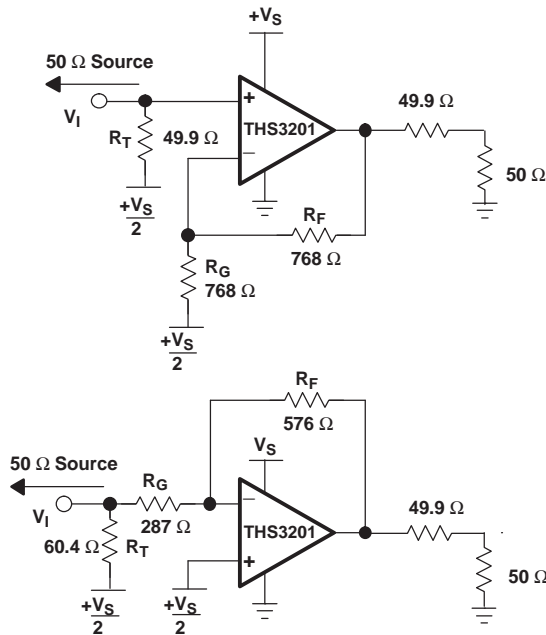 +VS
50 Ω Source
+
49.9 Ω
VI
THS3201
RT
49.9 Ω
−
50 Ω
+VS
2
RF
768 Ω
RG
768 Ω
+VS
2
RF
576 Ω
VS
50 Ω Source
RG
−
49.9 Ω
VI
287 Ω
THS3201
60.4 Ω
RT
+
50 Ω
+VS
2
+VS
2